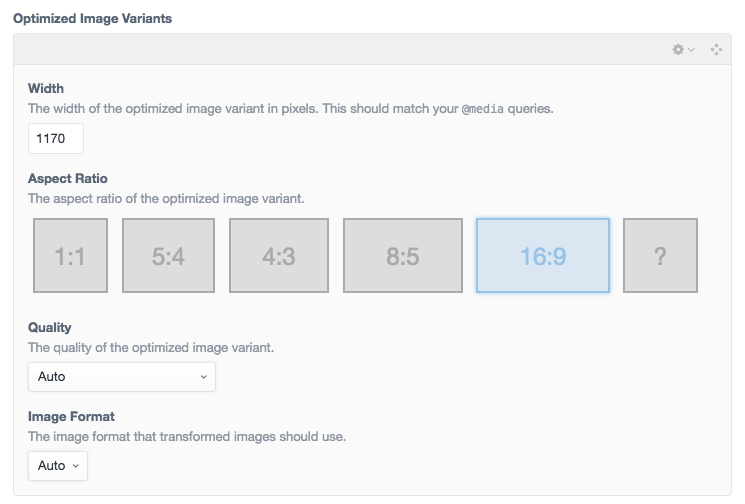 Optimized Image Variants
Width
The width of the optimized image variant in pixels. This should match your @media queries.
1170
Aspect Ratio
The aspect ratio of the optimized image variant.
1:1 5:4 4:3 8:5 16:9 ?
Quality
The quality of the optimized image variant.
Auto
Image Format
The image format that transformed images should use.
Auto